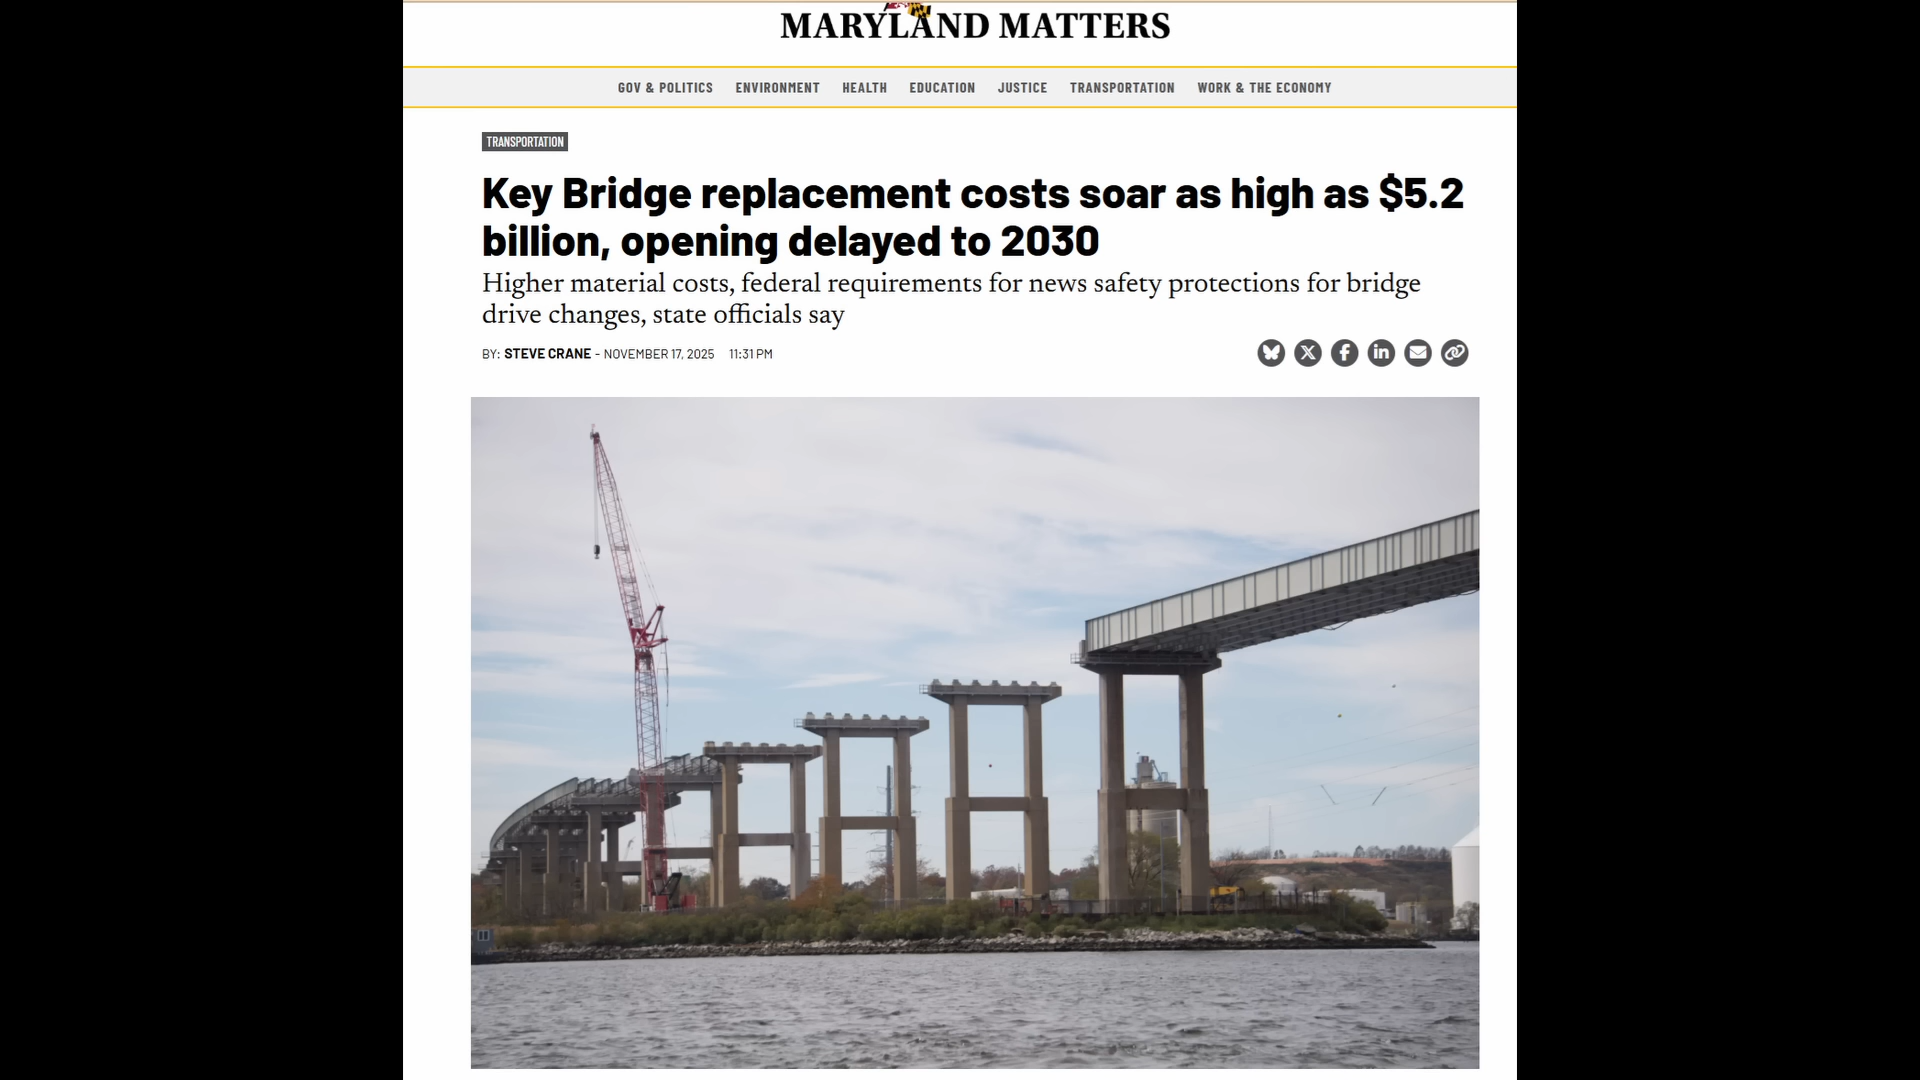 MARYLAND MATTERS
GOV & POLITICS ENVIRONMENT HEALTH EDUCATION JUSTICE TRANSPORTATION WORK & THE ECONOMY
TRANSPORTATION
Key Bridge replacement costs soar as high as $5.2
billion, opening delayed to 2030
Higher material costs, federal requirements for news safety protections for bridge
drive changes, state officials say
BY: STEVE CRANE - NOVEMBER 17, 2025 11:31 PM